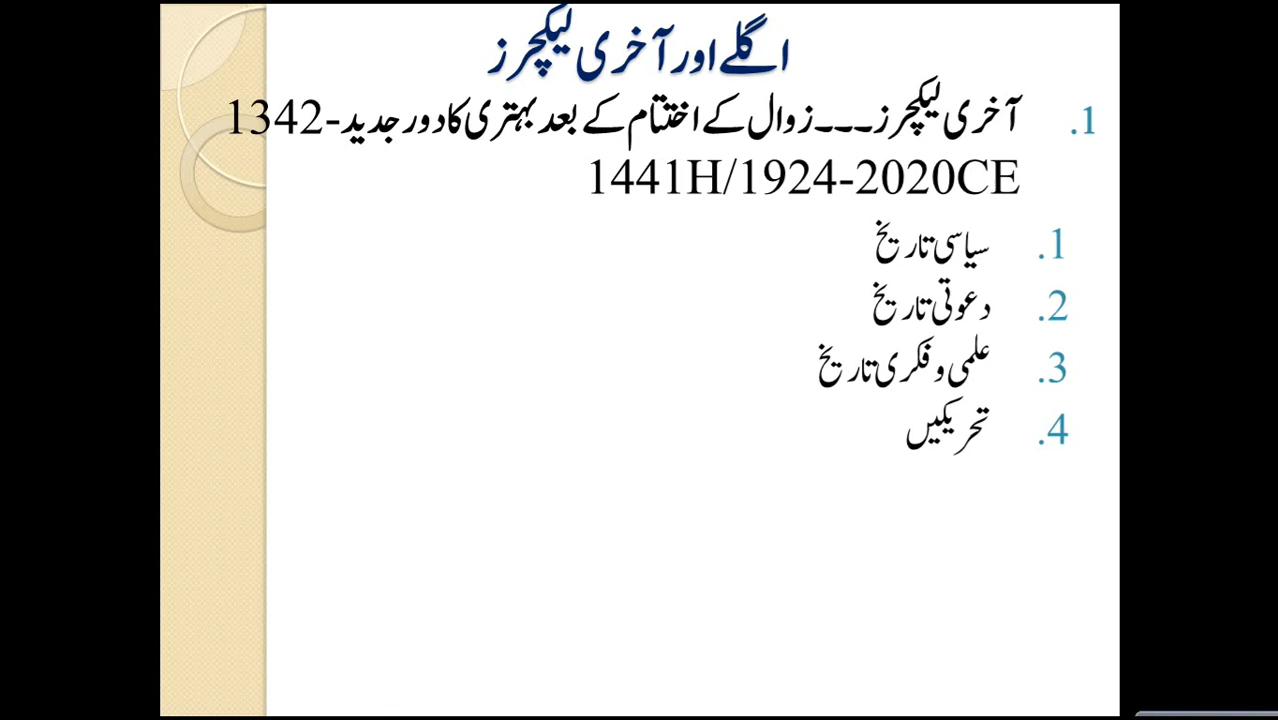 اگلے اور آخری لیکچرز
1. آخری لیکچرز۔۔۔زوال کے اختتام کے بعد بہتری کا دور جدید-1342
1441H/1924-2020CE
1. سیاسی تاریخ
2. دعوتی تاریخ
3. علمی و فکری تاریخ
4. تحریکیں